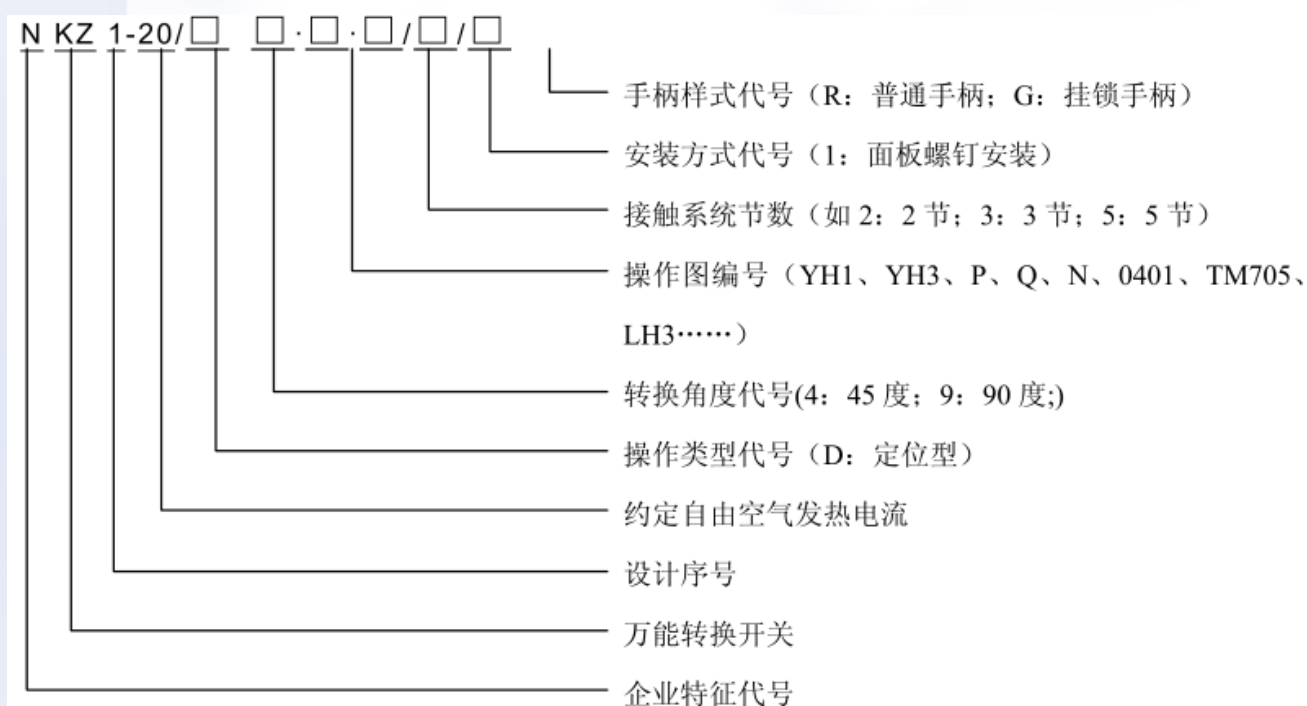 N KZ 1-20/□ □·□·□/□/□
手柄样式代号（R：普通手柄；G：挂锁手柄）
安装方式代号（1：面板螺钉安装）
接触系统节数（如 2：2 节；3：3 节；5：5 节）
操作图编号（YH1、YH3、P、Q、N、0401、TM705、
LH3……）
转换角度代号(4：45 度；9：90 度;)
操作类型代号（D：定位型）
约定自由空气发热电流
设计序号
万能转换开关
企业特征代号